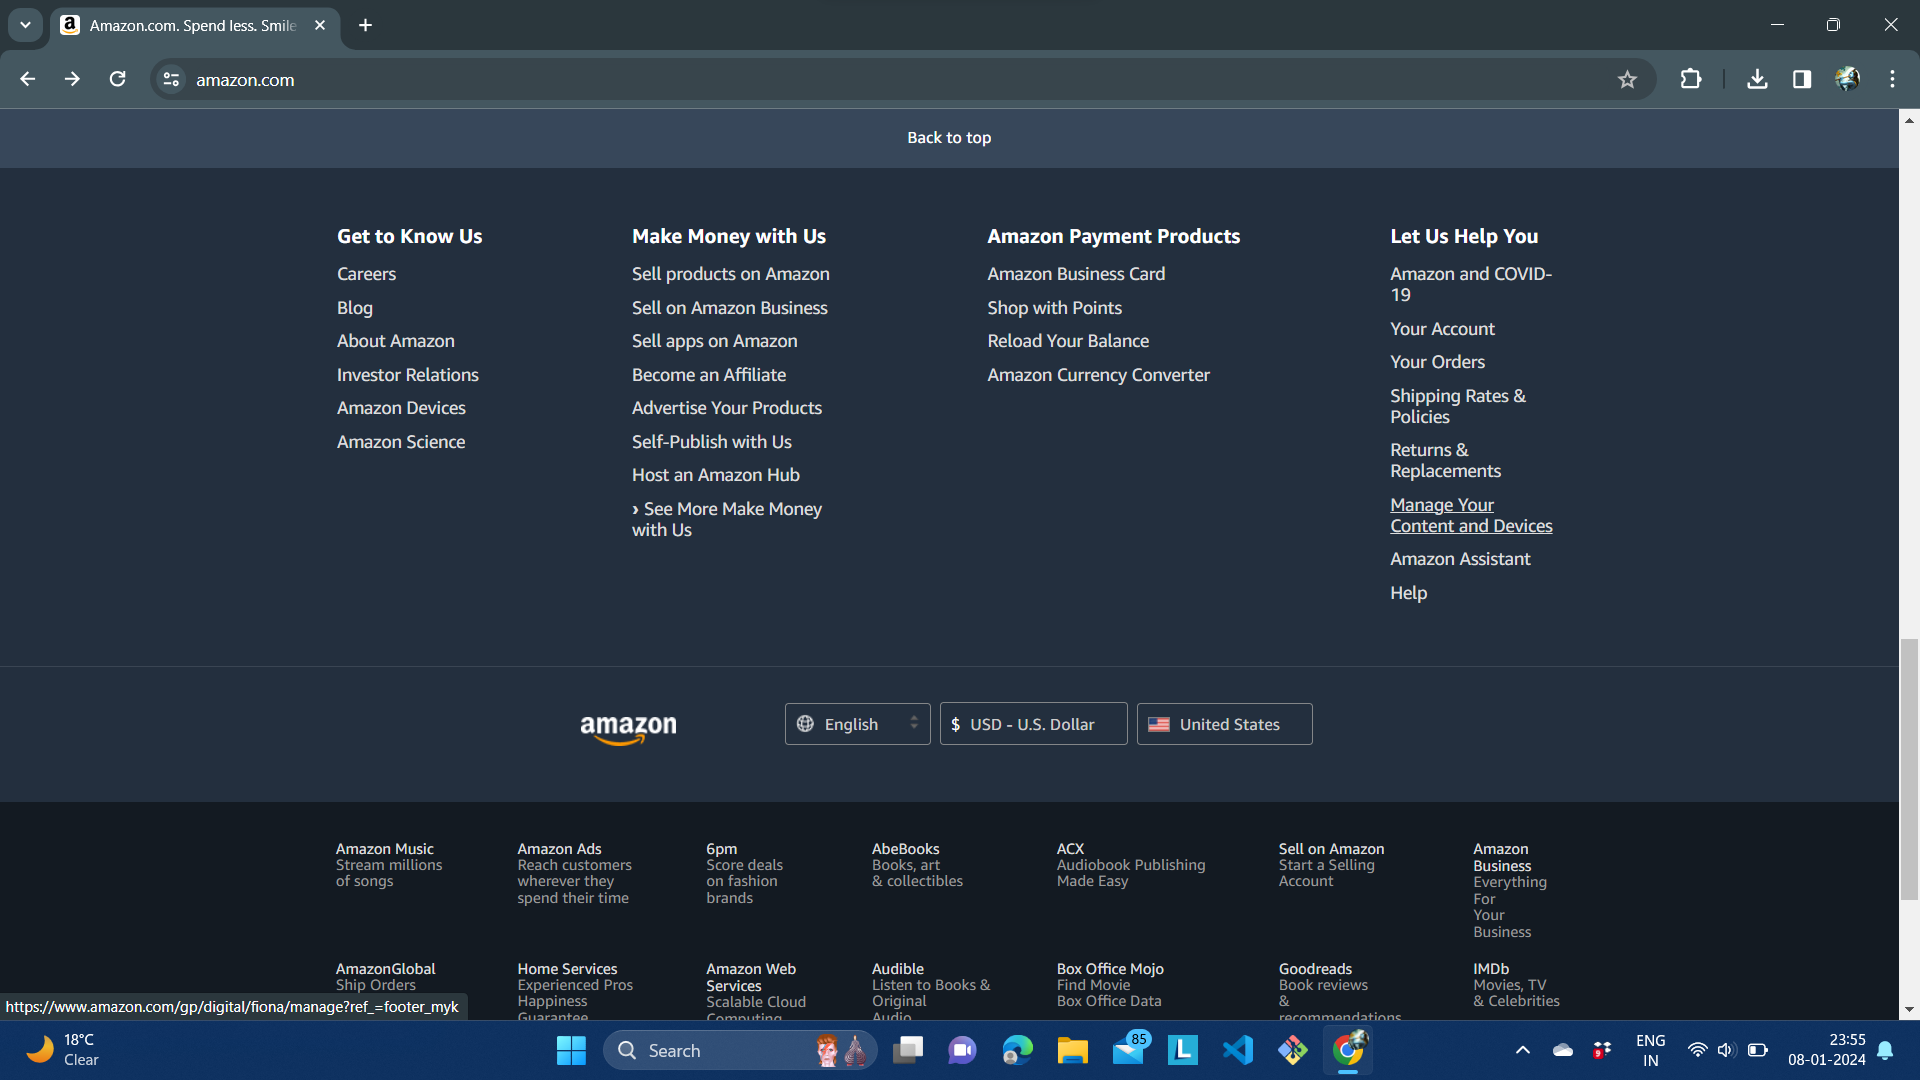 Amazon.com. Spend less. Smile
amazon.com
Back to top
Get to Know Us
Careers
Blog
About Amazon
Investor Relations
Amazon Devices
Amazon Science
Make Money with Us
Sell products on Amazon
Sell on Amazon Business
Sell apps on Amazon
Become an Affiliate
Advertise Your Products
Self-Publish with Us
Host an Amazon Hub
› See More Make Money
with Us
Amazon Payment Products
Amazon Business Card
Shop with Points
Reload Your Balance
Amazon Currency Converter
Let Us Help You
Amazon and COVID-
19
Your Account
Your Orders
Shipping Rates &
Policies
Returns &
Replacements
Manage Your
Content and Devices
Amazon Assistant
Help
amazon
English
$ USD - U.S. Dollar
United States
Amazon Music
Stream millions
of songs
Amazon Ads
Reach customers
wherever they
spend their time
6pm
Score deals
on fashion
brands
AbeBooks
Books, art
& collectibles
ACX
Audiobook Publishing
Made Easy
Sell on Amazon
Start a Selling
Account
Amazon
Business
Everything
For
Your
Business
AmazonGlobal
Ship Orders
Home Services
Experienced Pros
Happiness
Guarantee
Amazon Web
Services
Scalable Cloud
Computing
Audible
Listen to Books &
Original
Audio
Box Office Mojo
Find Movie
Box Office Data
Goodreads
Book reviews
&
recommendations
IMDb
Movies, TV
& Celebrities
https://www.amazon.com/gp/digital/fiona/manage?ref_=footer_myk
18°C
Clear
Search
85
L
9
ENG
IN
23:55
08-01-2024